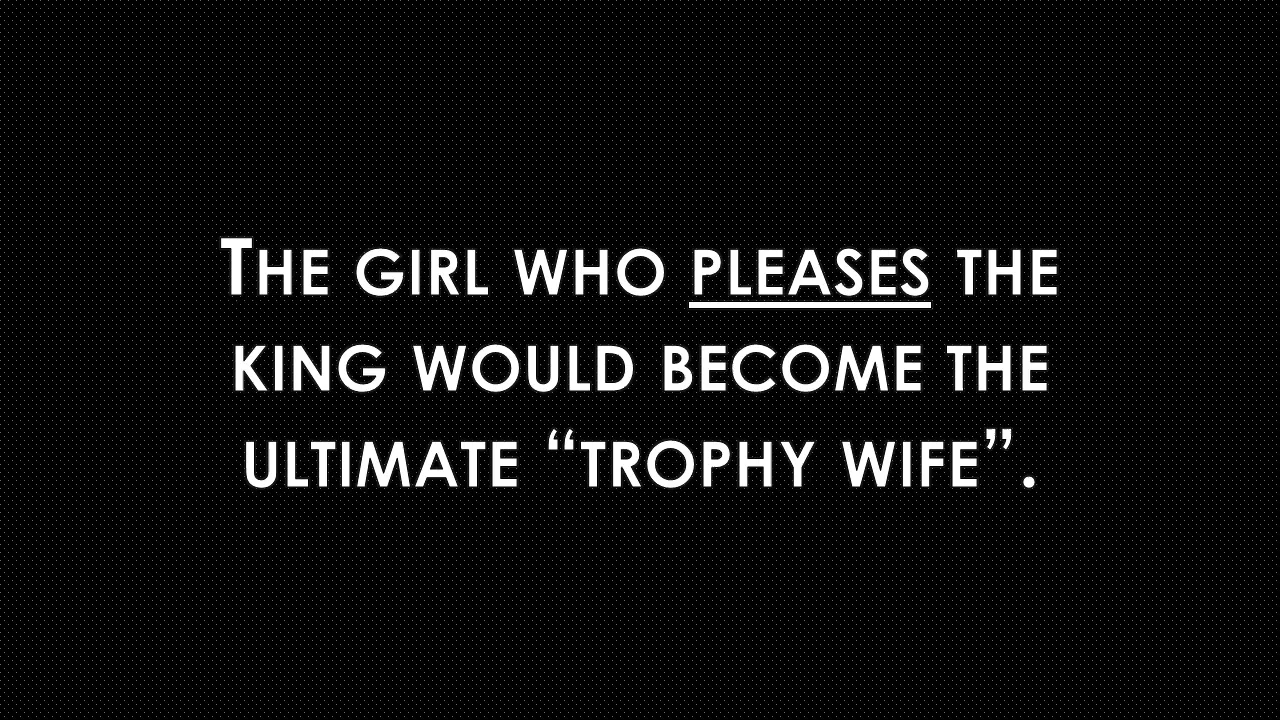 The girl who pleases the
king would become the
ultimate “trophy wife”.